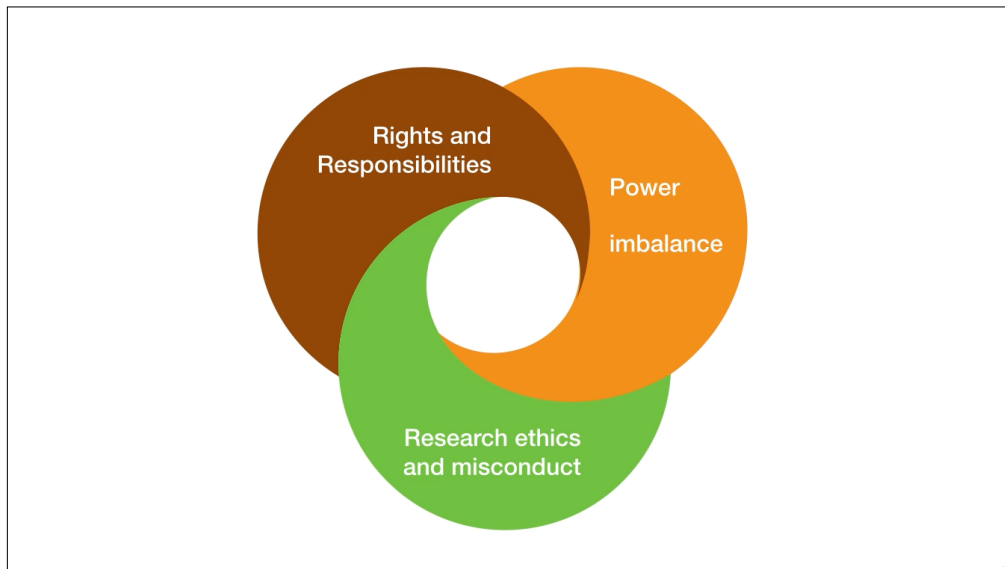 Rights and
Responsibilities
Power
imbalance
Research ethics
and misconduct